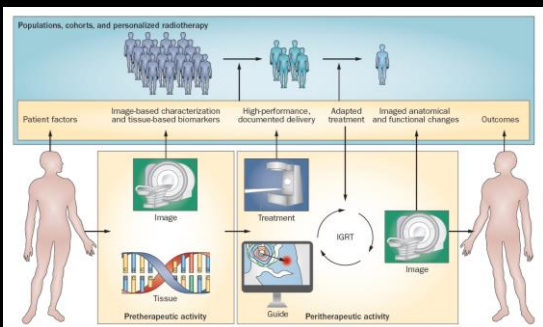 Populations, cohorts, and personalized radiotherapy
Patient factors
Image-based characterization
and tissue-based biomarkers
High-performance,
documented delivery
Adapted
treatment
Imaged anatomical
and functional changes
Outcomes
Image
Tissue
Pretherapeutic activity
Treatment
IGRT
Guide
Image
Peritherapeutic activity